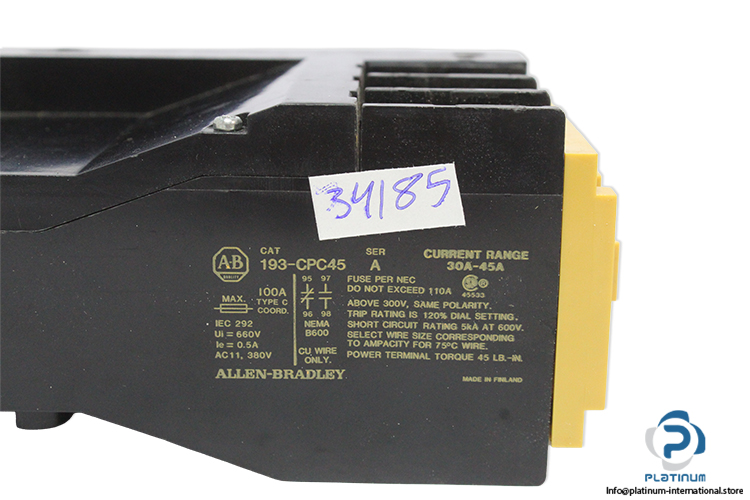 34185
A-B
QUALITY
CAT
193-CPC45
SER
A
CURRENT RANGE
30A-45A
MAX.
100A
TYPE C
COORD.
95 97
96 98
NEMA
B600
FUSE PER NEC
DO NOT EXCEED 110A
45533
ABOVE 300V, SAME POLARITY.
TRIP RATING IS 120% DIAL SETTING.
SHORT CIRCUIT RATING 5kA AT 600V.
SELECT WIRE SIZE CORRESPONDING
TO AMPACITY FOR 75°C WIRE.
POWER TERMINAL TORQUE 45 LB.-IN.
IEC 292
Ui = 660V
Ie = 0.5A
AC11, 380V
CU WIRE
ONLY.
ALLEN-BRADLEY
MADE IN FINLAND
PLATINUM
Info@platinum-international.store